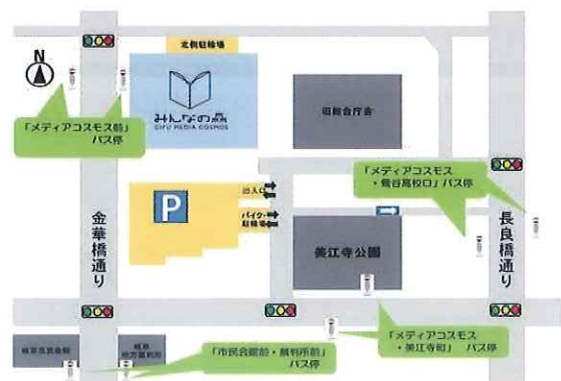 北側駐輪場
N
みんなの森
GIFU MEDIA COSMOS
旧総合庁舎
「メディアコスモス前」
バス停
「メディアコスモス
・鶯谷高校口」バス停
出入口
P
バイク・
駐輪場
金華橋通り
長良橋通り
美江寺公園
岐阜市民会館
岐阜
地方裁判所
「市民会館前・裁判所前」
バス停
「メディアコスモス
・美江寺町」 バス停